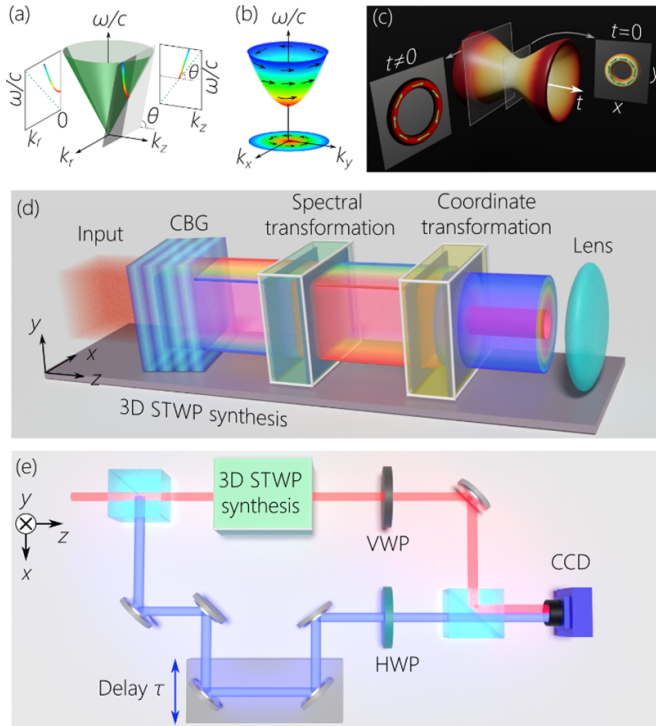 (a)
ω/c
ω/c
k_r
0
k_r
k_z
θ
ω/c
θ
k_z
(b)
ω/c
k_x
k_y
(c)
t≠0
t=0
y
x
t
(d)
Input
CBG
Spectral
transformation
Coordinate
transformation
Lens
y
x
z
3D STWP synthesis
(e)
y
z
x
3D STWP
synthesis
VWP
CCD
HWP
Delay τ